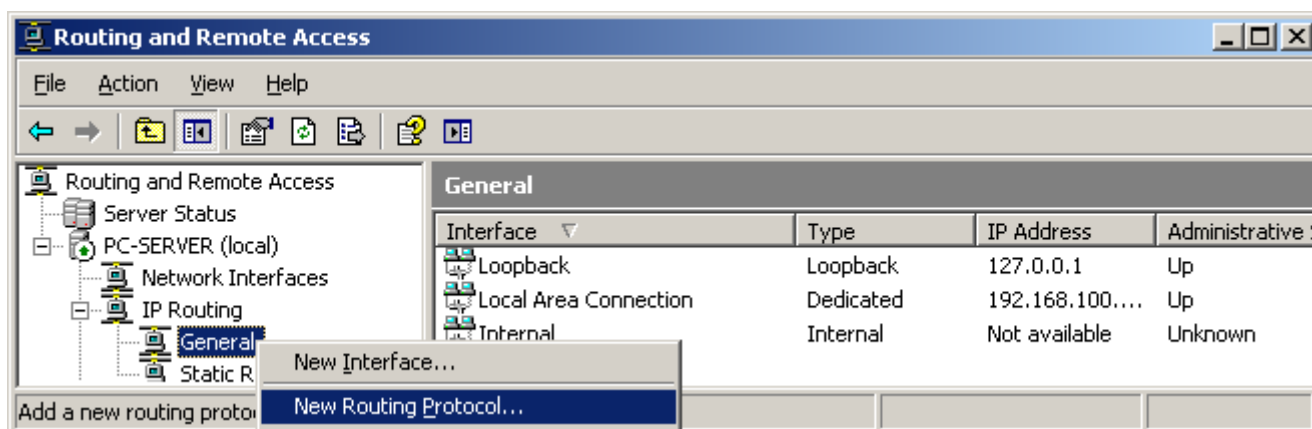 Routing and Remote Access
File Action View Help
Routing and Remote Access
Server Status
PC-SERVER (local)
Network Interfaces
IP Routing
General
Static R
General
Interface Type IP Address Administrative
Loopback Loopback 127.0.0.1 Up
Local Area Connection Dedicated 192.168.100.... Up
Internal Internal Not available Unknown
New Interface...
New Routing Protocol...
Add a new routing proto